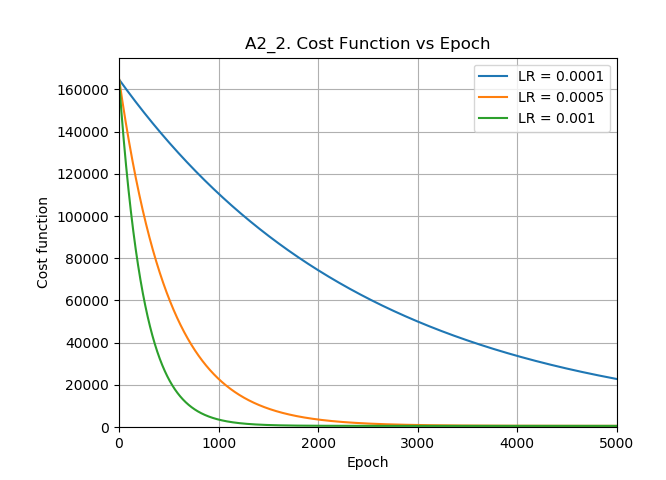 A2_2. Cost Function vs Epoch
LR = 0.0001
LR = 0.0005
LR = 0.001
Cost function
160000
140000
120000
100000
80000
60000
40000
20000
0
0 1000 2000 3000 4000 5000
Epoch